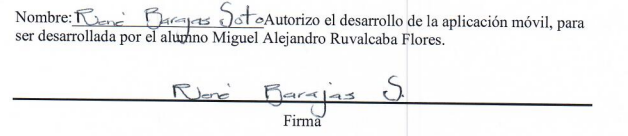 Nombre: René Barajas Soto Autorizo el desarrollo de la aplicación móvil, para
ser desarrollada por el alumno Miguel Alejandro Ruvalcaba Flores.
René Barajas S.
Firma